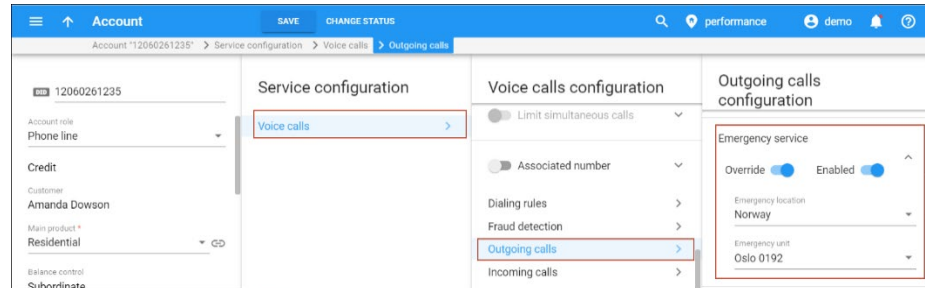 Account SAVE CHANGE STATUS performance demo
Account "12060261235" > Service configuration > Voice calls > Outgoing calls
DID 12060261235
Account role
Phone line
Credit
Customer
Amanda Dowson
Main product *
Residential
Balance control
Subordinate
Service configuration
Voice calls
Voice calls configuration
Limit simultaneous calls
Associated number
Dialing rules
Fraud detection
Outgoing calls
Incoming calls
Outgoing calls
configuration
Emergency service
Override Enabled
Emergency location
Norway
Emergency unit
Oslo 0192